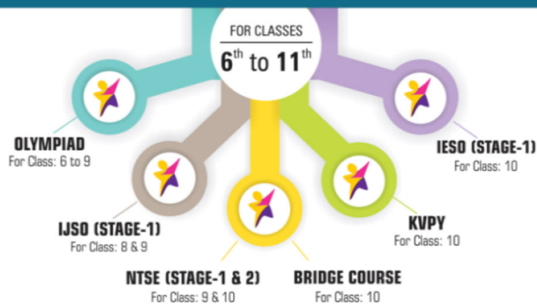 FOR CLASSES
6th to 11th
OLYMPIAD
For Class: 6 to 9
IJSO (STAGE-1)
For Class: 8 & 9
NTSE (STAGE-1 & 2)
For Class: 9 & 10
BRIDGE COURSE
For Class: 10
KVPY
For Class: 10
IESO (STAGE-1)
For Class: 10